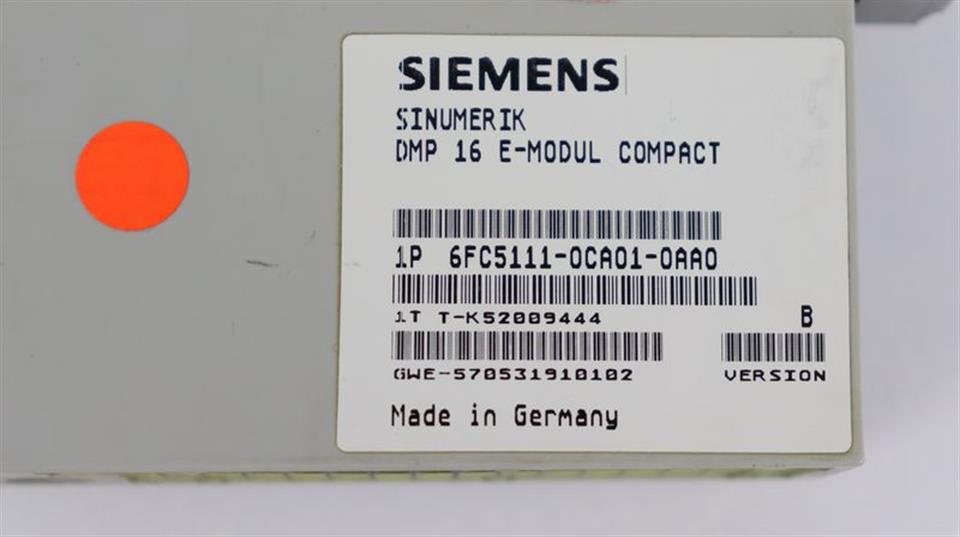 SIEMENS
SINUMERIK
DMP 16 E-MODUL COMPACT
1P 6FC5111-0CA01-0AA0
1T T-K52009444
B
GWE-570531910102
VERSION
Made in Germany